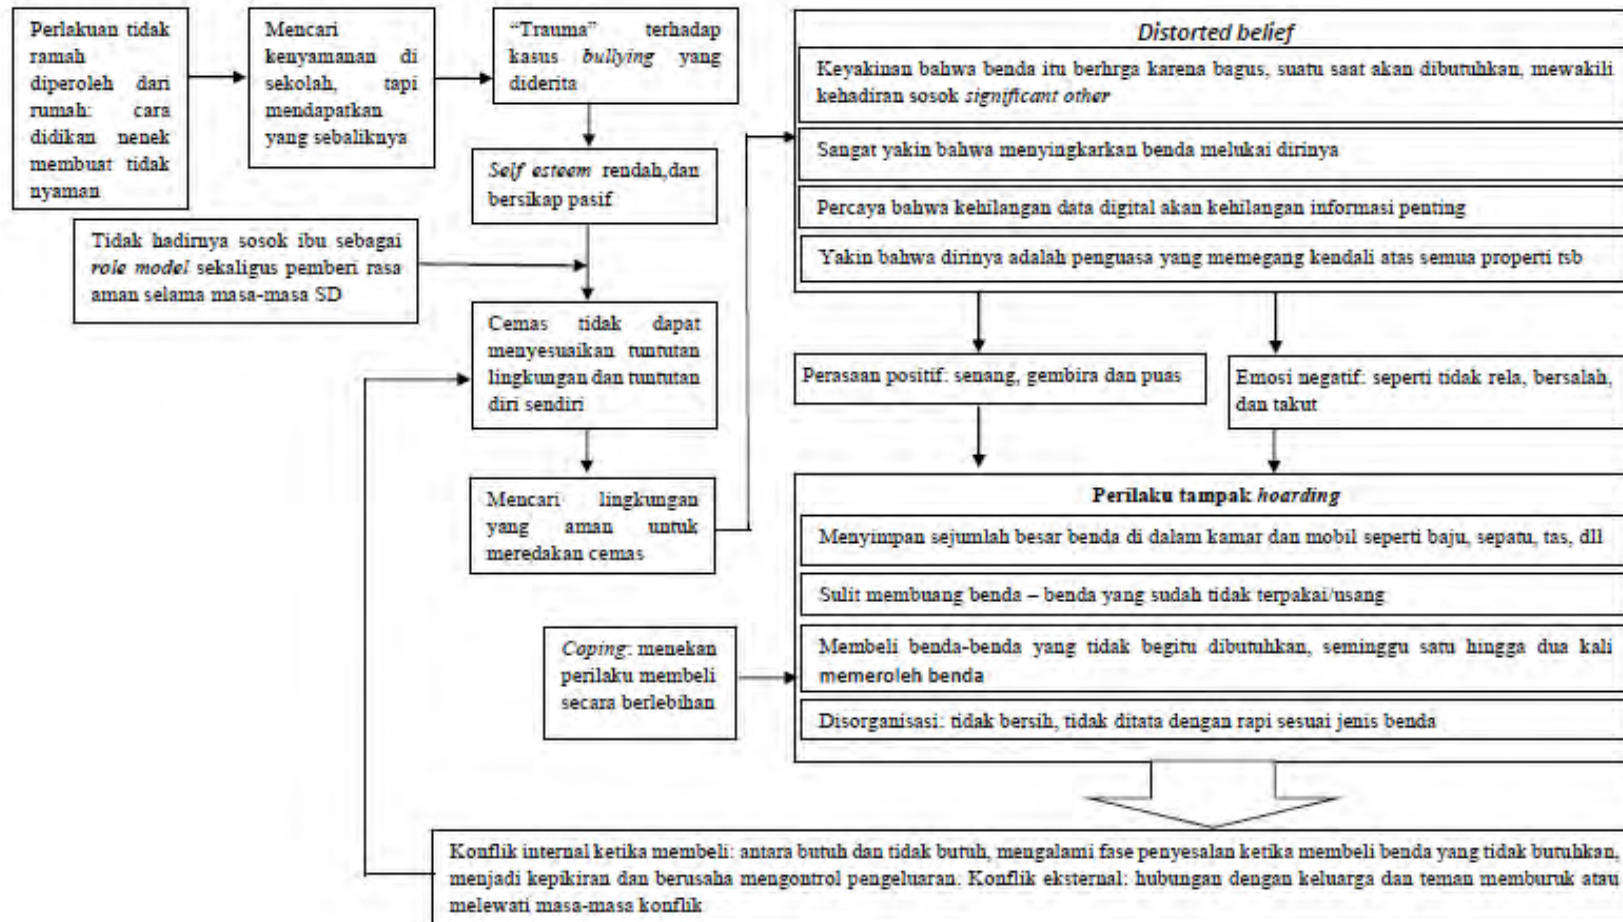 Perlakuan tidak
ramah
diperoleh dari
rumah: cara
didikan nenek
membuat tidak
nyaman
Mencari
kenyamanan di
sekolah, tapi
mendapatkan
yang sebaliknya
“Trauma” terhadap
kasus bullying yang
diderita
Self esteem rendah,dan
bersikap pasif
Tidak hadirnya sosok ibu sebagai
role model sekaligus pemberi rasa
aman selama masa-masa SD
Cemas tidak dapat
menyesuaikan tuntutan
lingkungan dan tuntutan
diri sendiri
Mencari lingkungan
yang aman untuk
meredakan cemas
Distorted belief
Keyakinan bahwa benda itu berhrga karena bagus, suatu saat akan dibutuhkan, mewakili
kehadiran sosok significant other
Sangat yakin bahwa menyingkarkan benda melukai dirinya
Percaya bahwa kehilangan data digital akan kehilangan informasi penting
Yakin bahwa dirinya adalah penguasa yang memegang kendali atas semua properti tsb
Perasaan positif: senang, gembira dan puas
Emosi negatif: seperti tidak rela, bersalah,
dan takut
Perilaku tampak hoarding
Menyimpan sejumlah besar benda di dalam kamar dan mobil seperti baju, sepatu, tas, dll
Sulit membuang benda – benda yang sudah tidak terpakai/usang
Membeli benda-benda yang tidak begitu dibutuhkan, seminggu satu hingga dua kali
memeroleh benda
Disorganisasi: tidak bersih, tidak ditata dengan rapi sesuai jenis benda
Coping: menekan
perilaku membeli
secara berlebihan
Konflik internal ketika membeli: antara butuh dan tidak butuh, mengalami fase penyesalan ketika membeli benda yang tidak butuhkan,
menjadi kepikiran dan berusaha mengontrol pengeluaran. Konflik eksternal: hubungan dengan keluarga dan teman memburuk atau
melewati masa-masa konflik